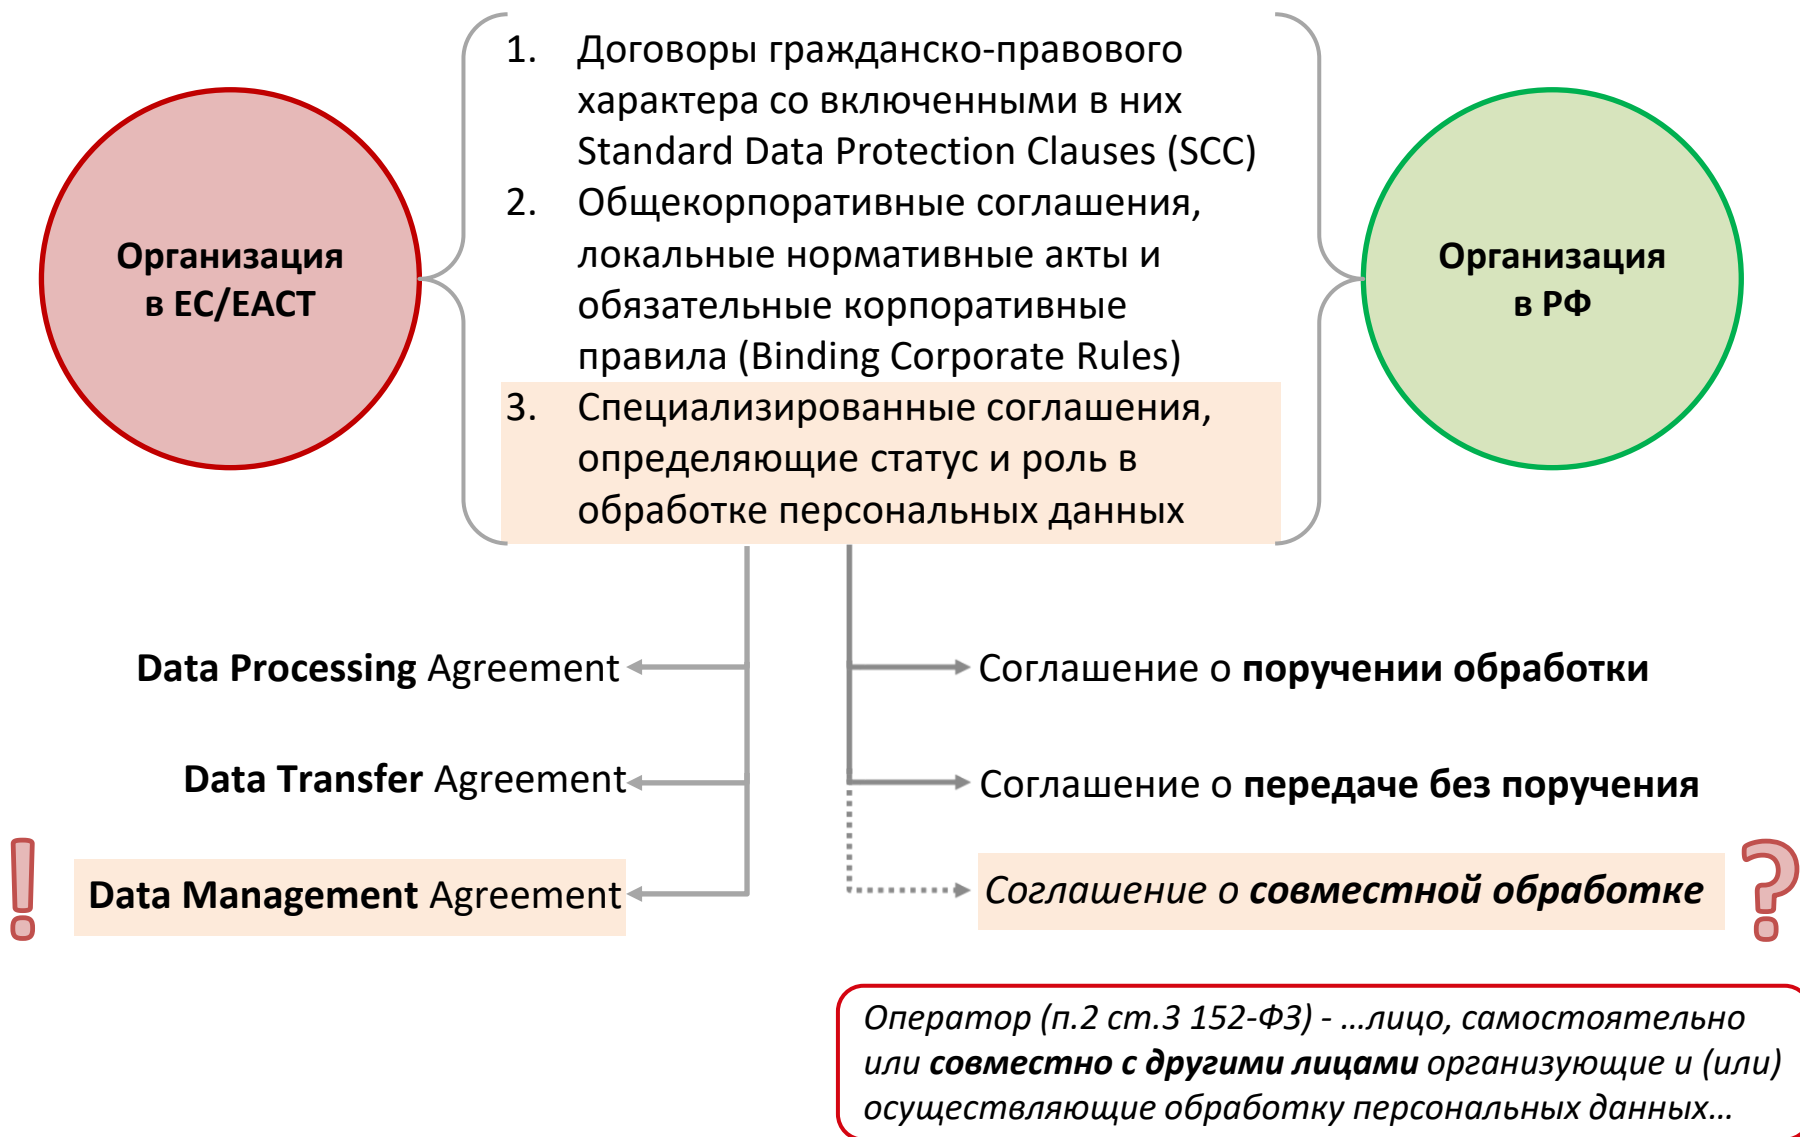 1. Договоры гражданско-правового
характера со включенными в них
Standard Data Protection Clauses (SCC)
2. Общекорпоративные соглашения,
локальные нормативные акты и
обязательные корпоративные
правила (Binding Corporate Rules)
3. Специализированные соглашения,
определяющие статус и роль в
обработке персональных данных
Организация
в ЕС/ЕАСТ
Организация
в РФ
Data Processing Agreement
Соглашение о поручении обработки
Data Transfer Agreement
Соглашение о передаче без поручения
!
Data Management Agreement
Соглашение о совместной обработке
?
Оператор (п.2 ст.3 152-ФЗ) - ...лицо, самостоятельно
или совместно с другими лицами организующие и (или)
осуществляющие обработку персональных данных...